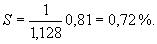 S = 1/1,128 0,81 = 0,72 %.